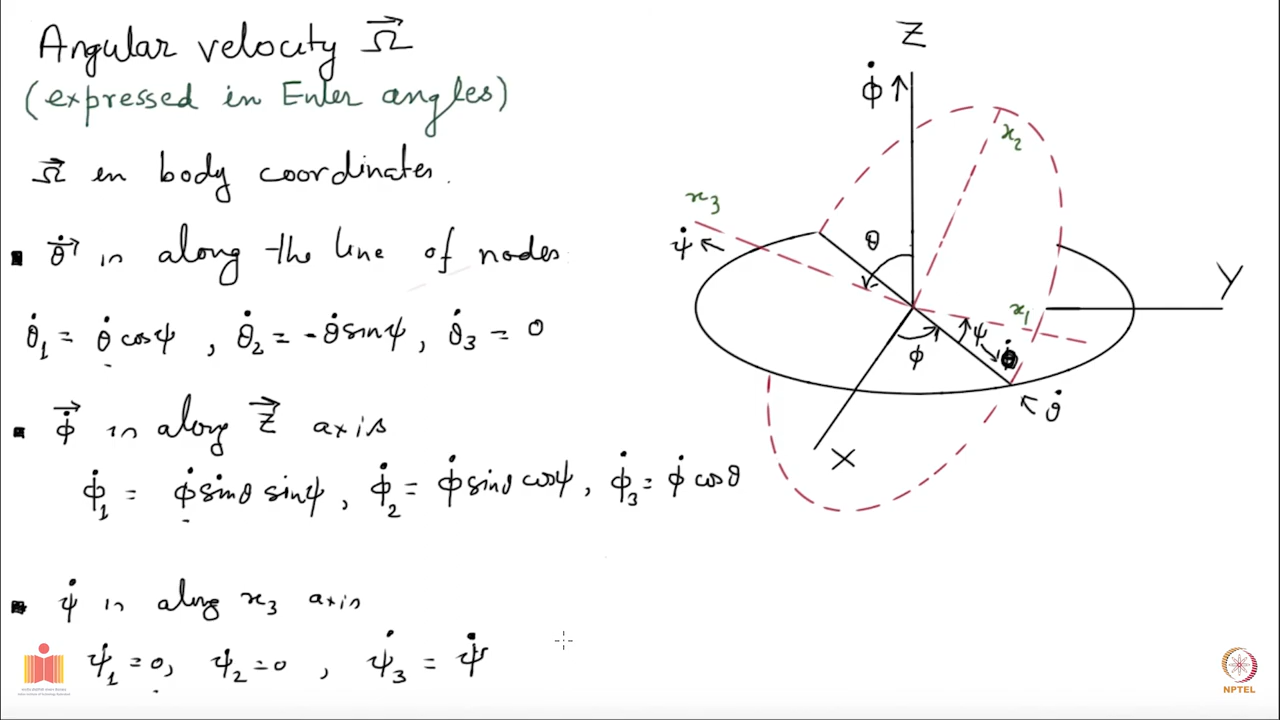 Angular velocity Ω⃗
(expressed in Euler angles)
Ω⃗ in body coordinates.
θ̇⃗ is along the line of nodes
θ̇₁ = θ̇ cosψ , θ̇₂ = -θ̇ sinψ , θ̇₃ = 0
φ̇⃗ is along Z⃗ axis
φ̇₁ = φ̇ sinθ sinψ , φ̇₂ = φ̇ sinθ cosψ , φ̇₃ = φ̇ cosθ
ψ̇ is along x₃ axis
ψ̇₁ = 0, ψ̇₂ = 0 , ψ̇₃ = ψ̇
Z
φ̇
x₂
x₃
ψ̇
θ
Y
x₁
ψ
φ
θ̇
X
NPTEL